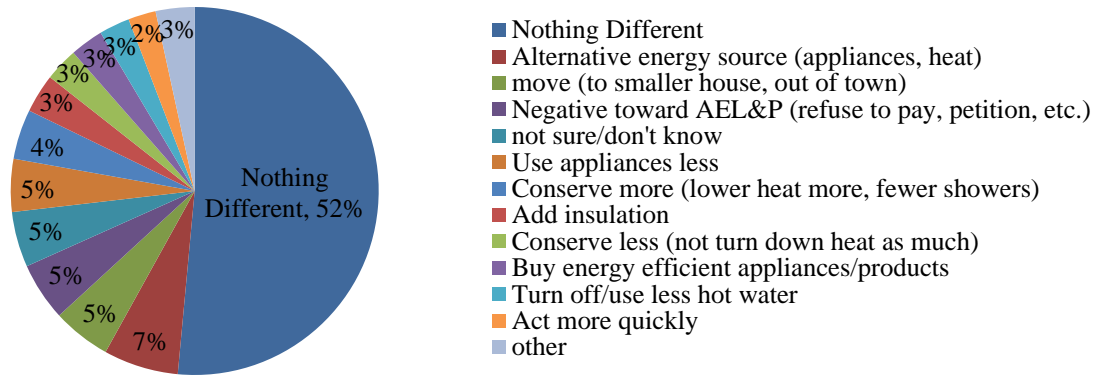 2%
3%
3%
3%
3%
3%
4%
5%
5%
5%
5%
7%
Nothing
Different, 52%
Nothing Different
Alternative energy source (appliances, heat)
move (to smaller house, out of town)
Negative toward AEL&P (refuse to pay, petition, etc.)
not sure/don't know
Use appliances less
Conserve more (lower heat more, fewer showers)
Add insulation
Conserve less (not turn down heat as much)
Buy energy efficient appliances/products
Turn off/use less hot water
Act more quickly
other